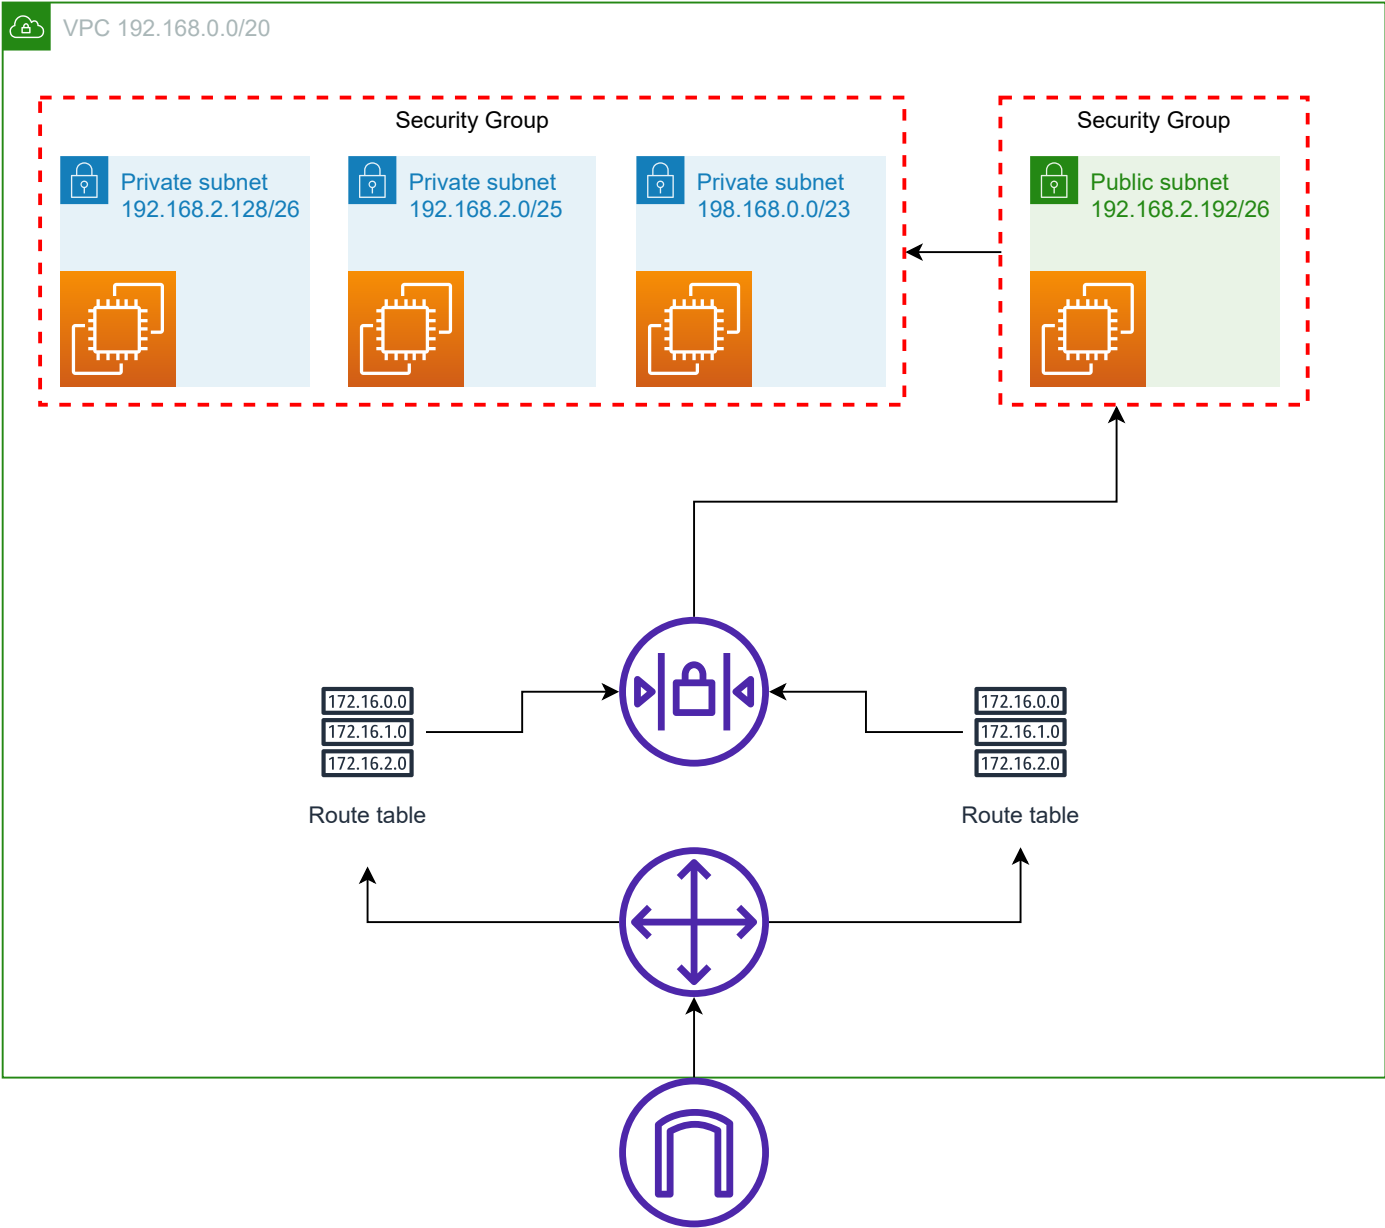 VPC 192.168.0.0/20
Security Group
Private subnet
192.168.2.128/26
Private subnet
192.168.2.0/25
Private subnet
198.168.0.0/23
Security Group
Public subnet
192.168.2.192/26
172.16.0.0
172.16.1.0
172.16.2.0
Route table
172.16.0.0
172.16.1.0
172.16.2.0
Route table